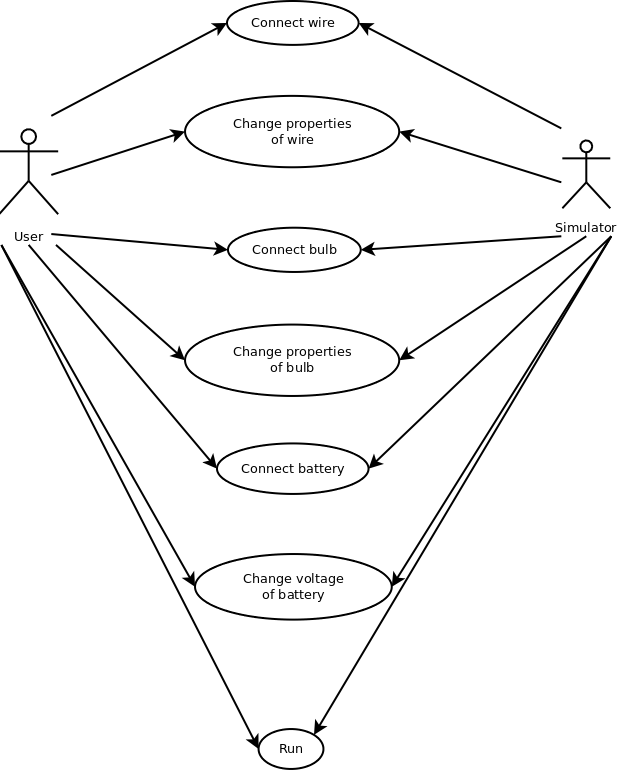 Connect wire
Change properties
of wire
User
Simulator
Connect bulb
Change properties
of bulb
Connect battery
Change voltage
of battery
Run